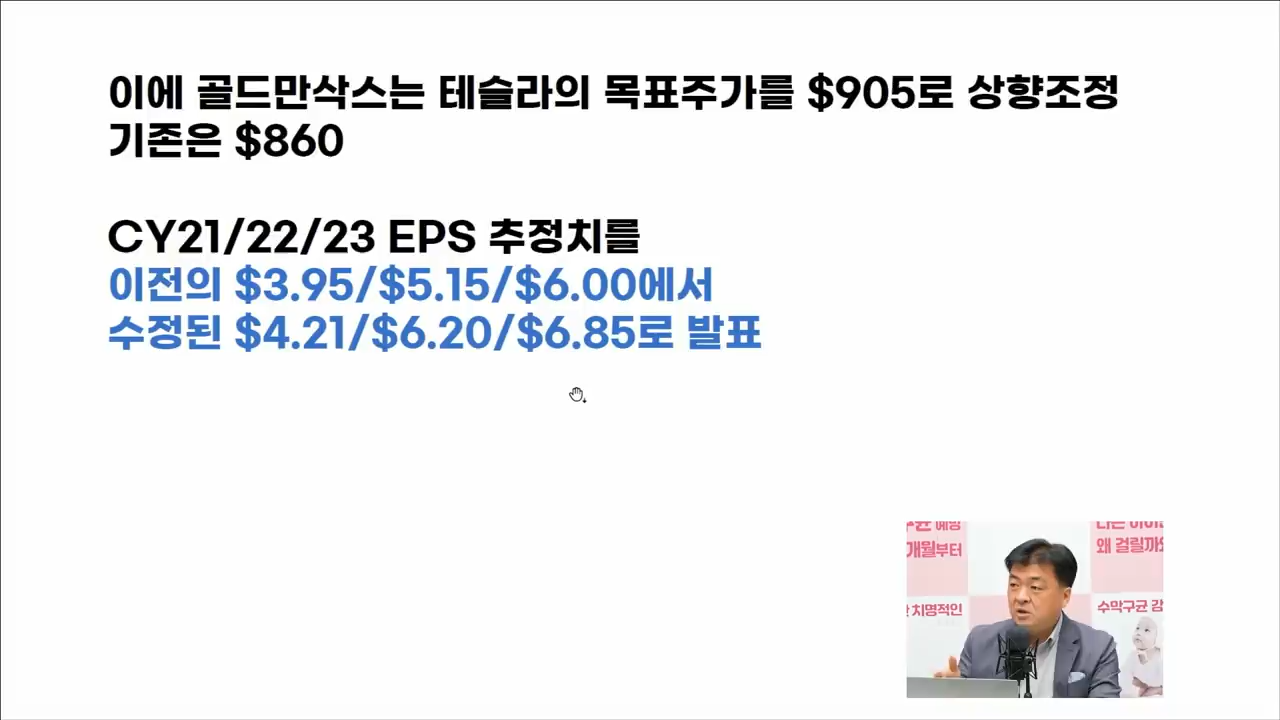 이에 골드만삭스는 테슬라의 목표주가를 $905로 상향조정
기존은 $860
CY21/22/23 EPS 추정치를
이전의 $3.95/$5.15/$6.00에서
수정된 $4.21/$6.20/$6.85로 발표
개월부터
왜 걸릴까
치명적인
수막구균 감